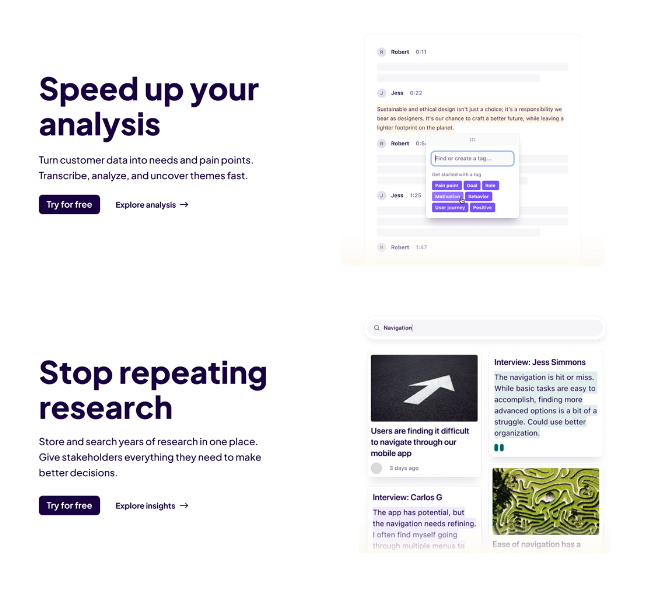 Speed up your
analysis
Turn customer data into needs and pain points.
Transcribe, analyze, and uncover themes fast.
Try for free
Explore analysis →
R Robert 0:11
J Jess 0:22
Sustainable and ethical design isn't just a choice; it's a responsibility we
bear as designers. It's our chance to craft a better future, while leaving a
lighter footprint on the planet.
R Robert
Find or create a tag...
Get started with a tag
Pain point Goal Role
Motivation Behavior
User journey Positive
J Jess 1:25
R Robert 1:47
Stop repeating
research
Store and search years of research in one place.
Give stakeholders everything they need to make
better decisions.
Try for free
Explore insights →
Navigation
Users are finding it difficult
to navigate through our
mobile app
3 days ago
Interview: Carlos G
The app has potential, but
the navigation needs refining.
I often find myself going
through multiple menus to
Interview: Jess Simmons
The navigation is hit or miss.
While basic tasks are easy to
accomplish, finding more
advanced options is a bit of a
struggle. Could use better
organization.
Ease of navigation has a